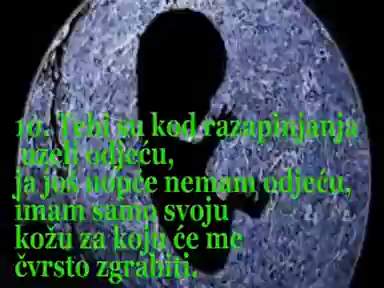 10. Tebi su kod razapinjanja
uzeli odjeću,
ja još uopće nemam odjeću,
imam samo svoju
kožu za koju će me
čvrsto zgrabiti.